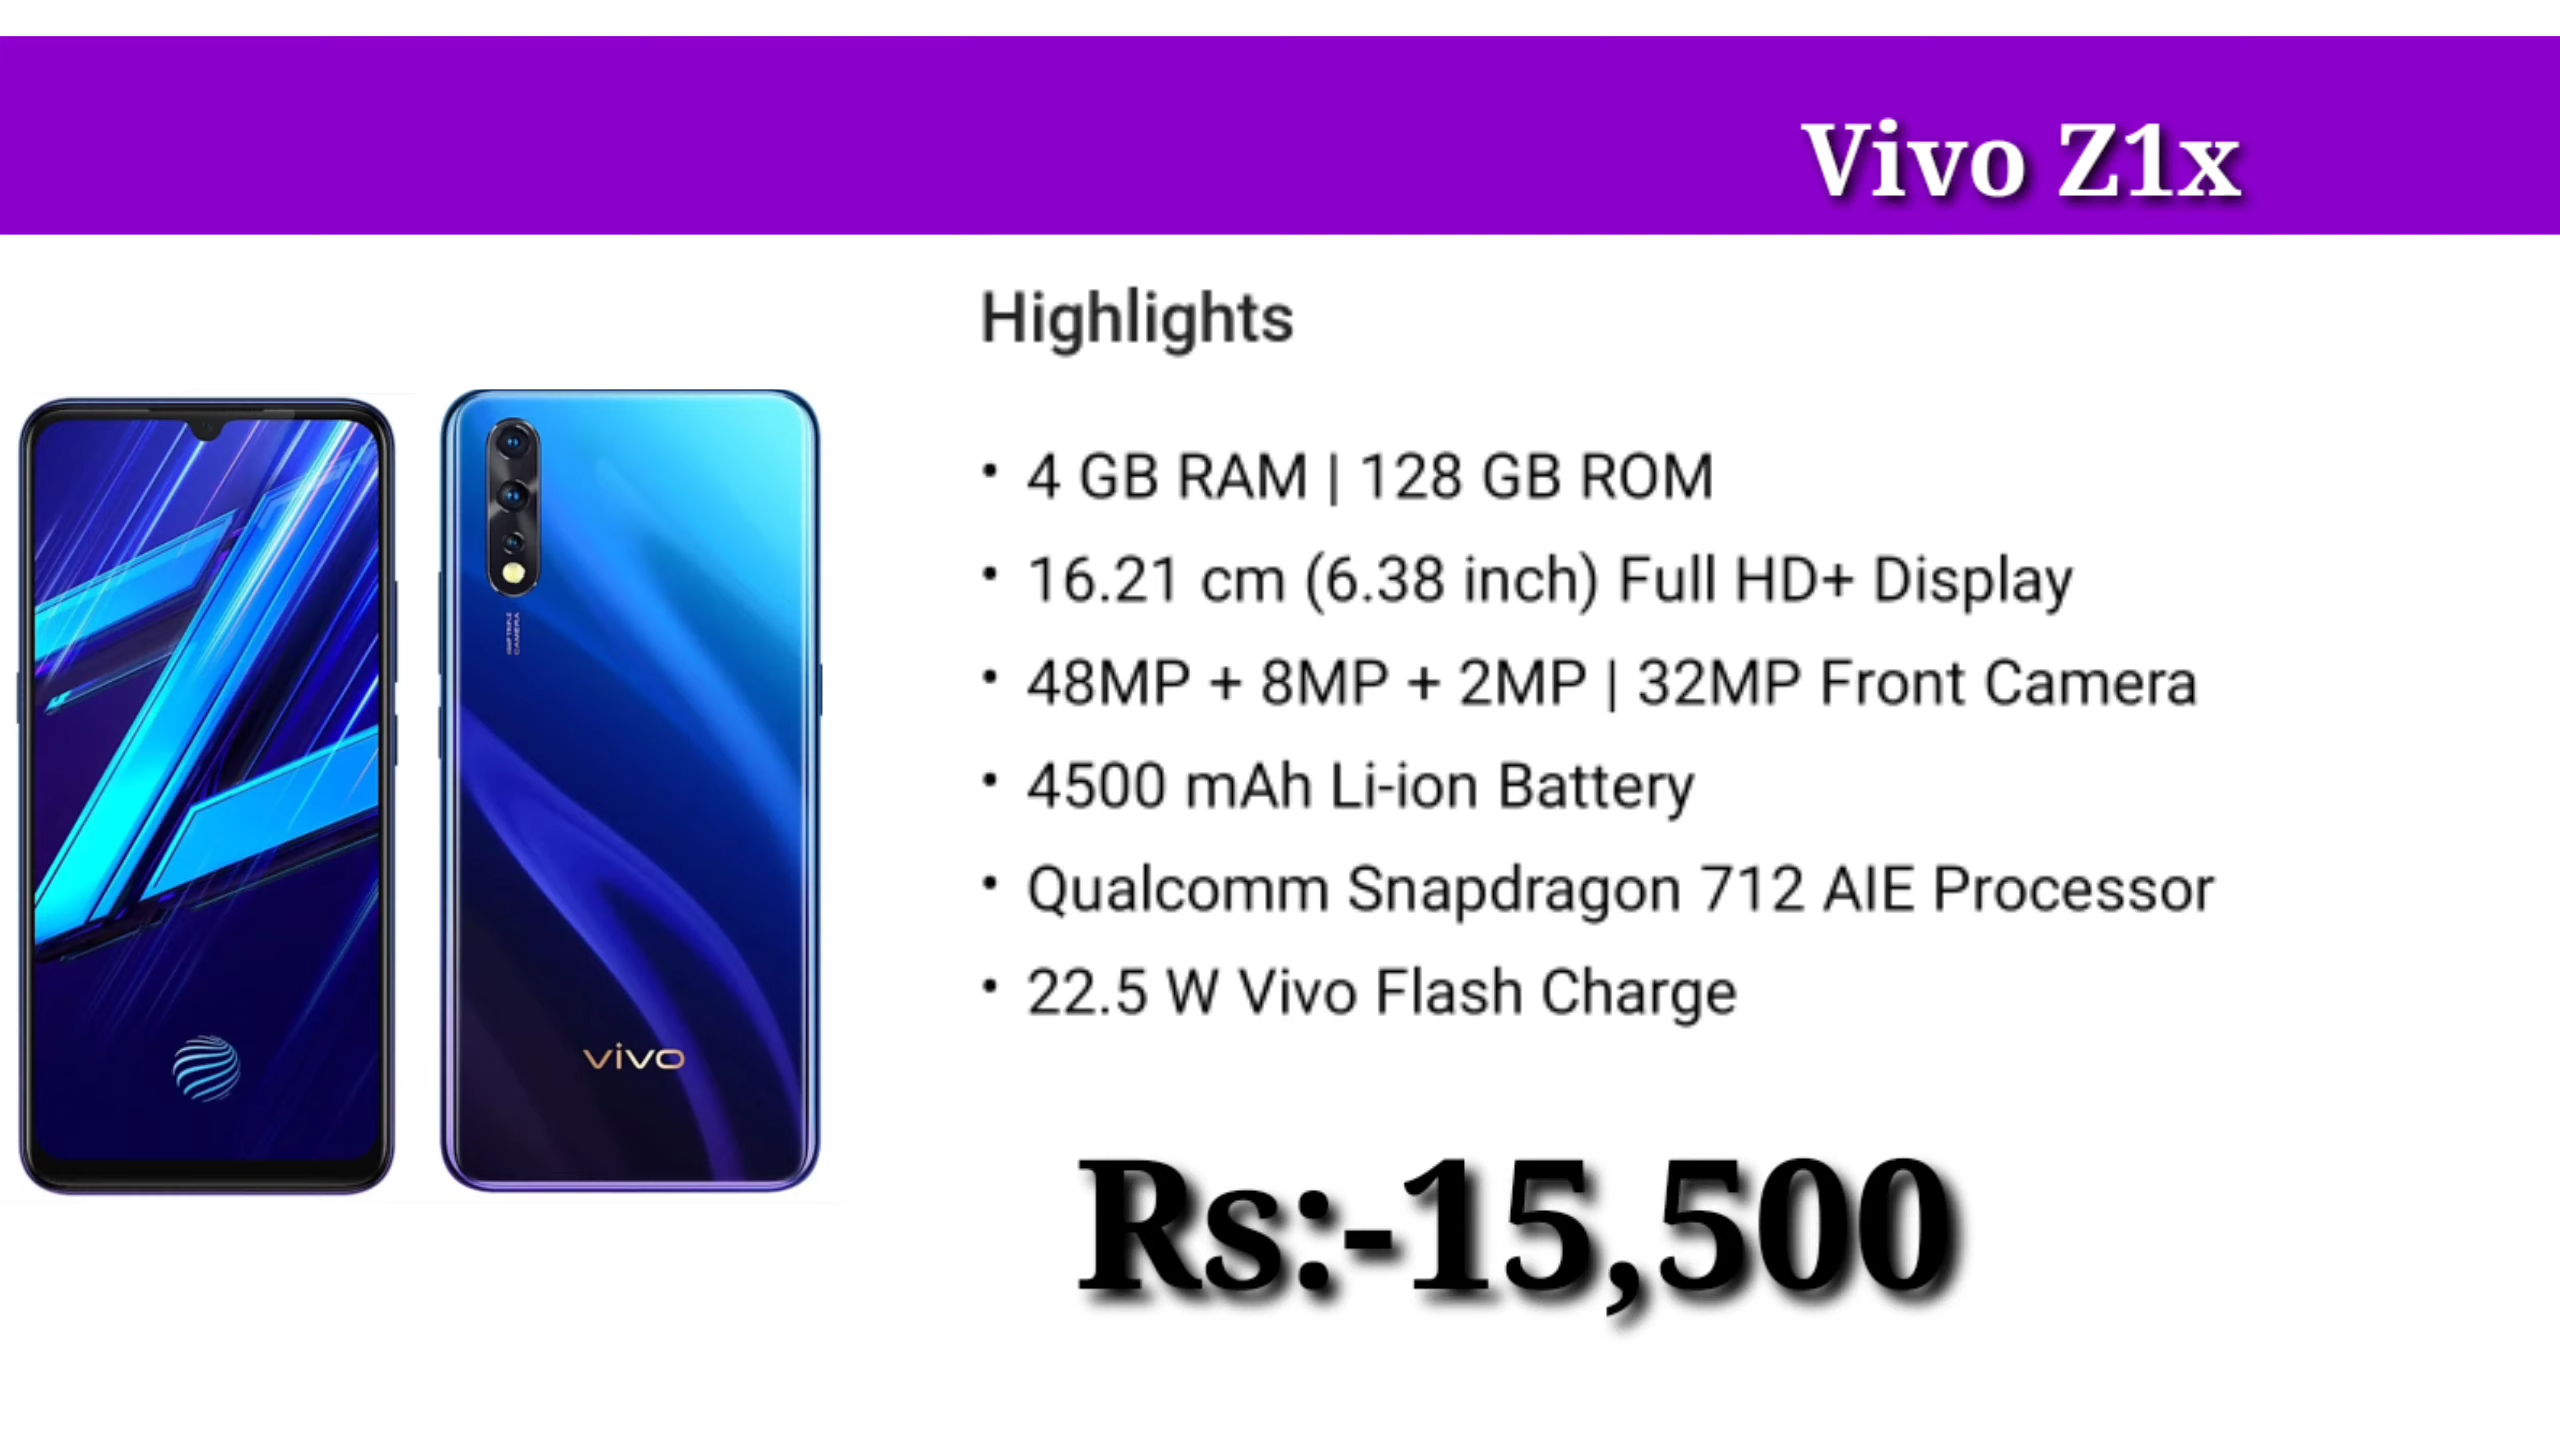 Vivo Z1x
Highlights
• 4 GB RAM | 128 GB ROM
• 16.21 cm (6.38 inch) Full HD+ Display
• 48MP + 8MP + 2MP | 32MP Front Camera
• 4500 mAh Li-ion Battery
• Qualcomm Snapdragon 712 AIE Processor
• 22.5 W Vivo Flash Charge
vivo
Rs:-15,500